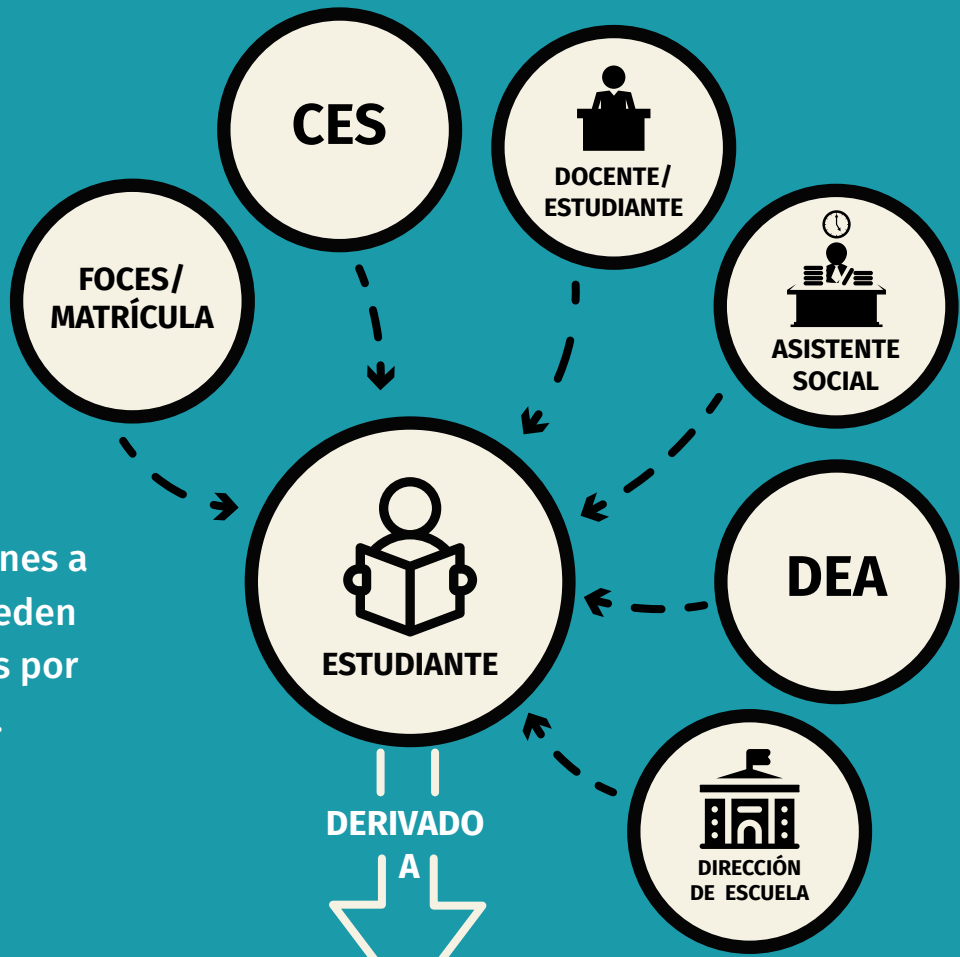 CES
DOCENTE/
ESTUDIANTE
FOCES/
MATRÍCULA
ASISTENTE
SOCIAL
DEA
ESTUDIANTE
nes a
eden
s por
.
DERIVADO
A
DIRECCIÓN
DE ESCUELA